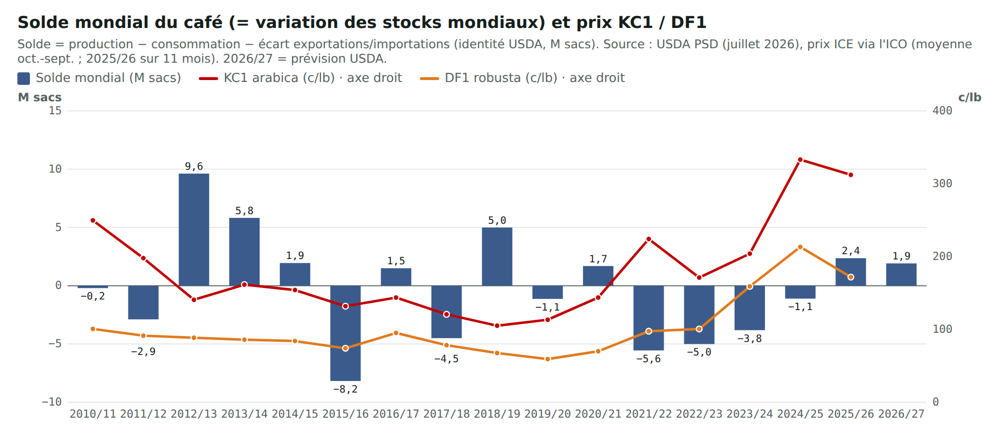 Solde mondial du café (= variation des stocks mondiaux) et prix KC1 / DF1
Solde = production − consommation − écart exportations/importations (identité USDA, M sacs). Source : USDA PSD (juillet 2026), prix ICE via l'ICO (moyenne
oct.-sept. ; 2025/26 sur 11 mois). 2026/27 = prévision USDA.
Solde mondial (M sacs) KC1 arabica (c/lb) · axe droit DF1 robusta (c/lb) · axe droit
M sacs c/lb
15 400
9,6
10
300
5,8
5,0
5
2,4
1,9 1,5 1,7 1,9
200
0
−0,2
−1,1 −1,1
100
−3,8
−5
−2,9 −5,0
−4,5 −5,6
−8,2
−10 0
2010/11 2011/12 2012/13 2013/14 2014/15 2015/16 2016/17 2017/18 2018/19 2019/20 2020/21 2021/22 2022/23 2023/24 2024/25 2025/26 2026/27